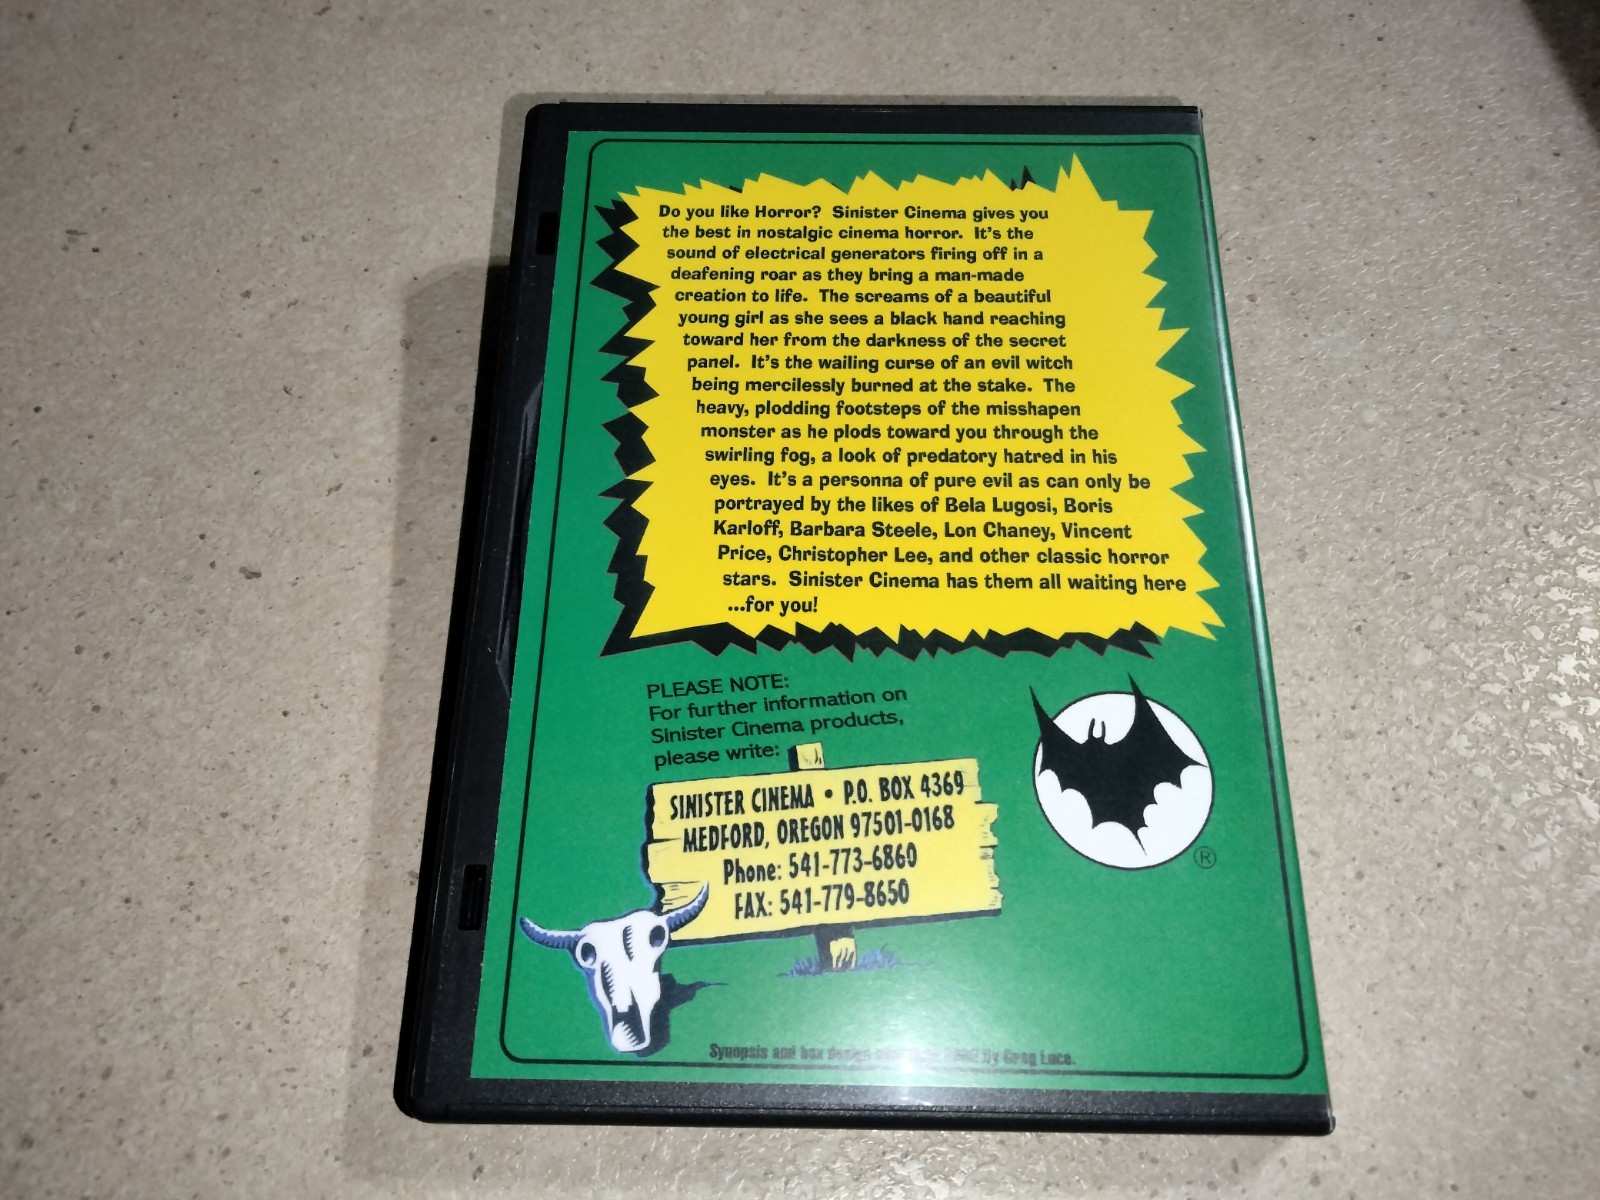 Do you like Horror? Sinister Cinema gives you
the best in nostalgic cinema horror. It's the
sound of electrical generators firing off in a
deafening roar as they bring a man-made
creation to life. The screams of a beautiful
young girl as she sees a black hand reaching
toward her from the darkness of the secret
panel. It's the wailing curse of an evil witch
being mercilessly burned at the stake. The
heavy, plodding footsteps of the misshapen
monster as he plods toward you through the
swirling fog, a look of predatory hatred in his
eyes. It's a personna of pure evil as can only be
portrayed by the likes of Bela Lugosi, Boris
Karloff, Barbara Steele, Lon Chaney, Vincent
Price, Christopher Lee, and other classic horror
stars. Sinister Cinema has them all waiting here
...for you!
PLEASE NOTE:
For further information on
Sinister Cinema products,
please write:
SINISTER CINEMA • P.O. BOX 4369
MEDFORD, OREGON 97501-0168
Phone: 541-773-6860
FAX: 541-779-8650
®
Synopsis and box design By Greg Luce.